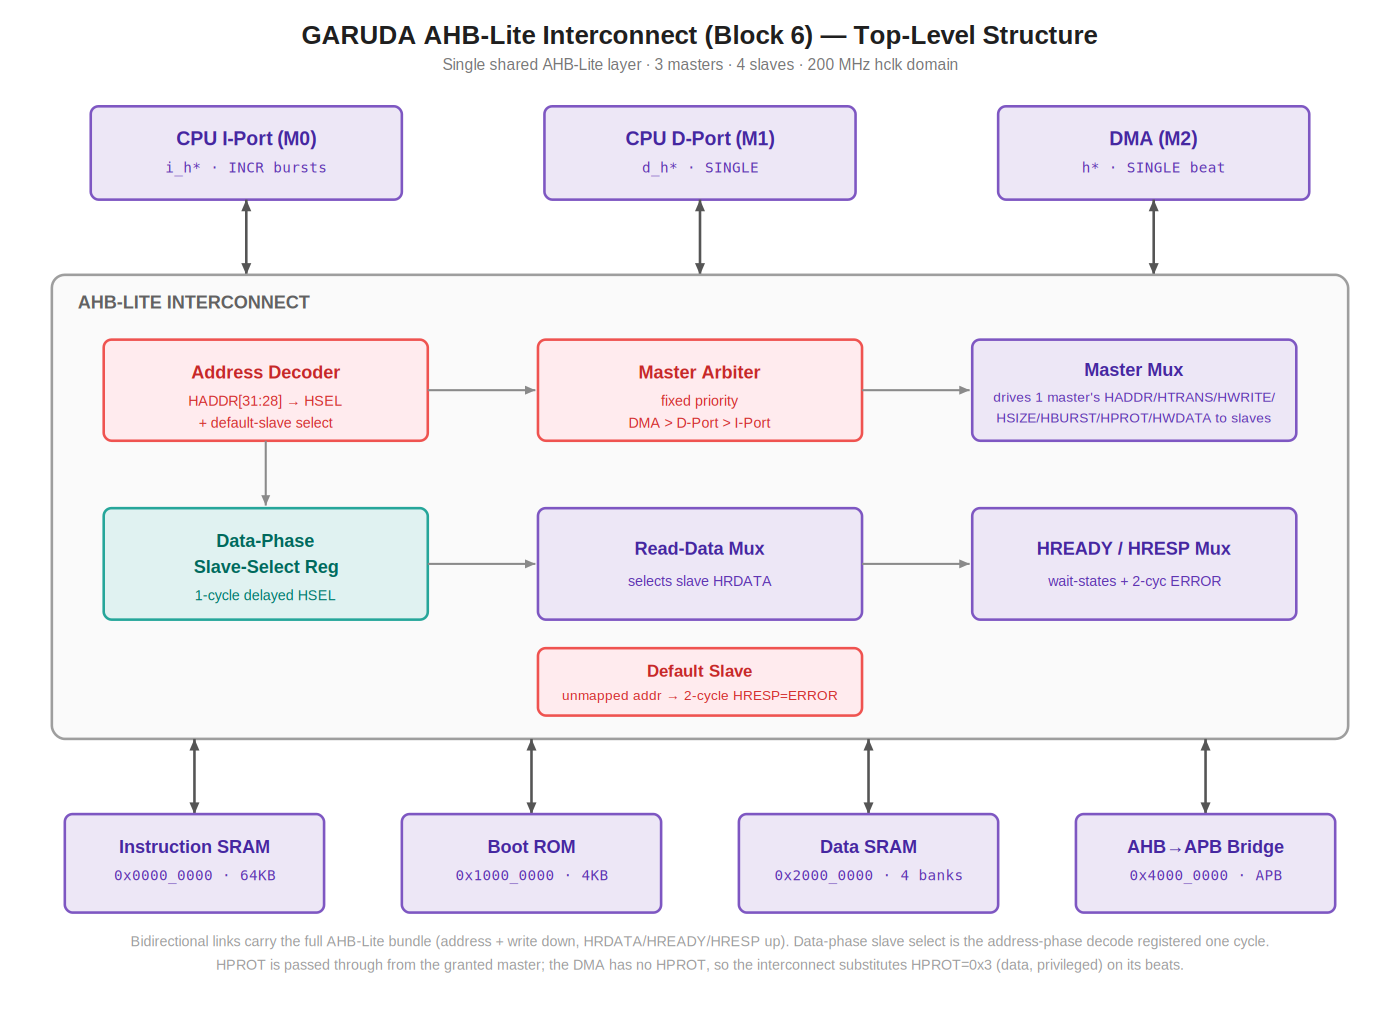 GARUDA AHB-Lite Interconnect (Block 6) — Top-Level Structure
Single shared AHB-Lite layer · 3 masters · 4 slaves · 200 MHz hclk domain
CPU I-Port (M0)
i_h* · INCR bursts
CPU D-Port (M1)
d_h* · SINGLE
DMA (M2)
h* · SINGLE beat
AHB-LITE INTERCONNECT
Address Decoder
HADDR[31:28] → HSEL
+ default-slave select
Master Arbiter
fixed priority
DMA > D-Port > I-Port
Master Mux
drives 1 master's HADDR/HTRANS/HWRITE/
HSIZE/HBURST/HPROT/HWDATA to slaves
Data-Phase
Slave-Select Reg
1-cycle delayed HSEL
Read-Data Mux
selects slave HRDATA
HREADY / HRESP Mux
wait-states + 2-cyc ERROR
Default Slave
unmapped addr → 2-cycle HRESP=ERROR
Instruction SRAM
0x0000_0000 · 64KB
Boot ROM
0x1000_0000 · 4KB
Data SRAM
0x2000_0000 · 4 banks
AHB→APB Bridge
0x4000_0000 · APB
Bidirectional links carry the full AHB-Lite bundle (address + write down, HRDATA/HREADY/HRESP up). Data-phase slave select is the address-phase decode registered one cycle.
HPROT is passed through from the granted master; the DMA has no HPROT, so the interconnect substitutes HPROT=0x3 (data, privileged) on its beats.